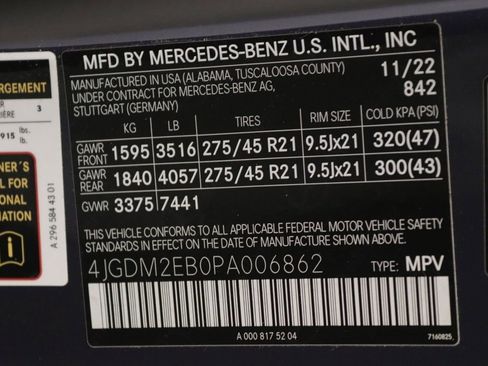 MFD BY MERCEDES-BENZ U.S. INTL., INC
MANUFACTURED IN USA (ALABAMA, TUSCALOOSA COUNTY) 11/22
UNDER CONTRACT FOR MERCEDES-BENZ AG, 842
STUTTGART (GERMANY)
KG LB TIRES RIM SIZE COLD KPA (PSI)
GAWR FRONT 1595 3516 275/45 R21 9.5Jx21 320(47)
GAWR REAR 1840 4057 275/45 R21 9.5Jx21 300(43)
GVWR 3375 7441
THIS VEHICLE CONFORMS TO ALL APPLICABLE FEDERAL MOTOR VEHICLE SAFETY
STANDARDS IN EFFECT ON THE DATE OF MANUFACTURE SHOWN ABOVE.
4JGDM2EB0PA006862 TYPE: MPV
A 000 817 52 04 7160825
3
915 lbs.
lb.
A 296 584 43 01